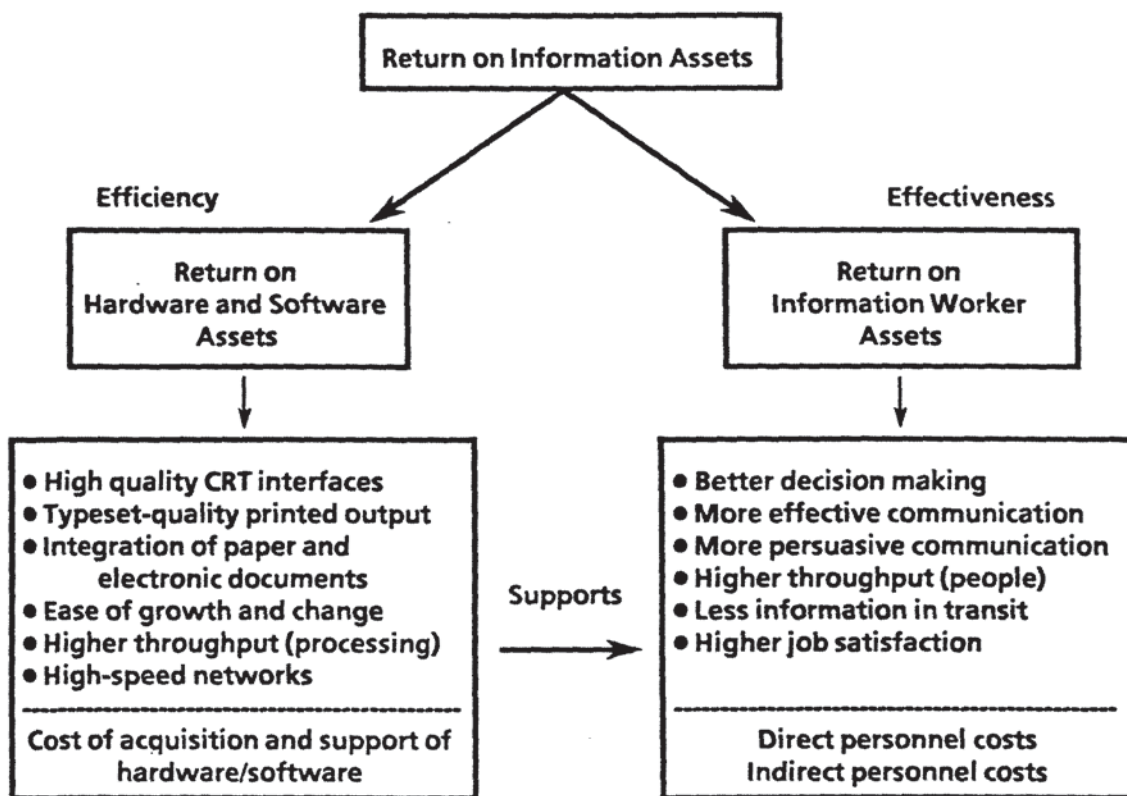 Return on Information Assets
Efficiency
Effectiveness
Return on
Hardware and Software
Assets
Return on
Information Worker
Assets
● High quality CRT interfaces
● Typeset-quality printed output
● Integration of paper and
electronic documents
● Ease of growth and change
● Higher throughput (processing)
● High-speed networks
Cost of acquisition and support of
hardware/software
Supports
● Better decision making
● More effective communication
● More persuasive communication
● Higher throughput (people)
● Less information in transit
● Higher job satisfaction
Direct personnel costs
Indirect personnel costs